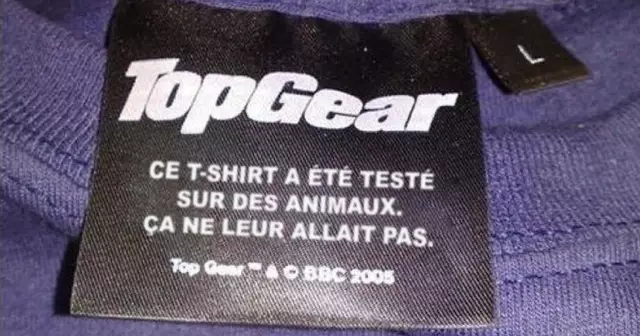 TopGear
L
CE T-SHIRT A ÉTÉ TESTÉ
SUR DES ANIMAUX.
ÇA NE LEUR ALLAIT PAS.
Top Gear™ & © BBC 2005